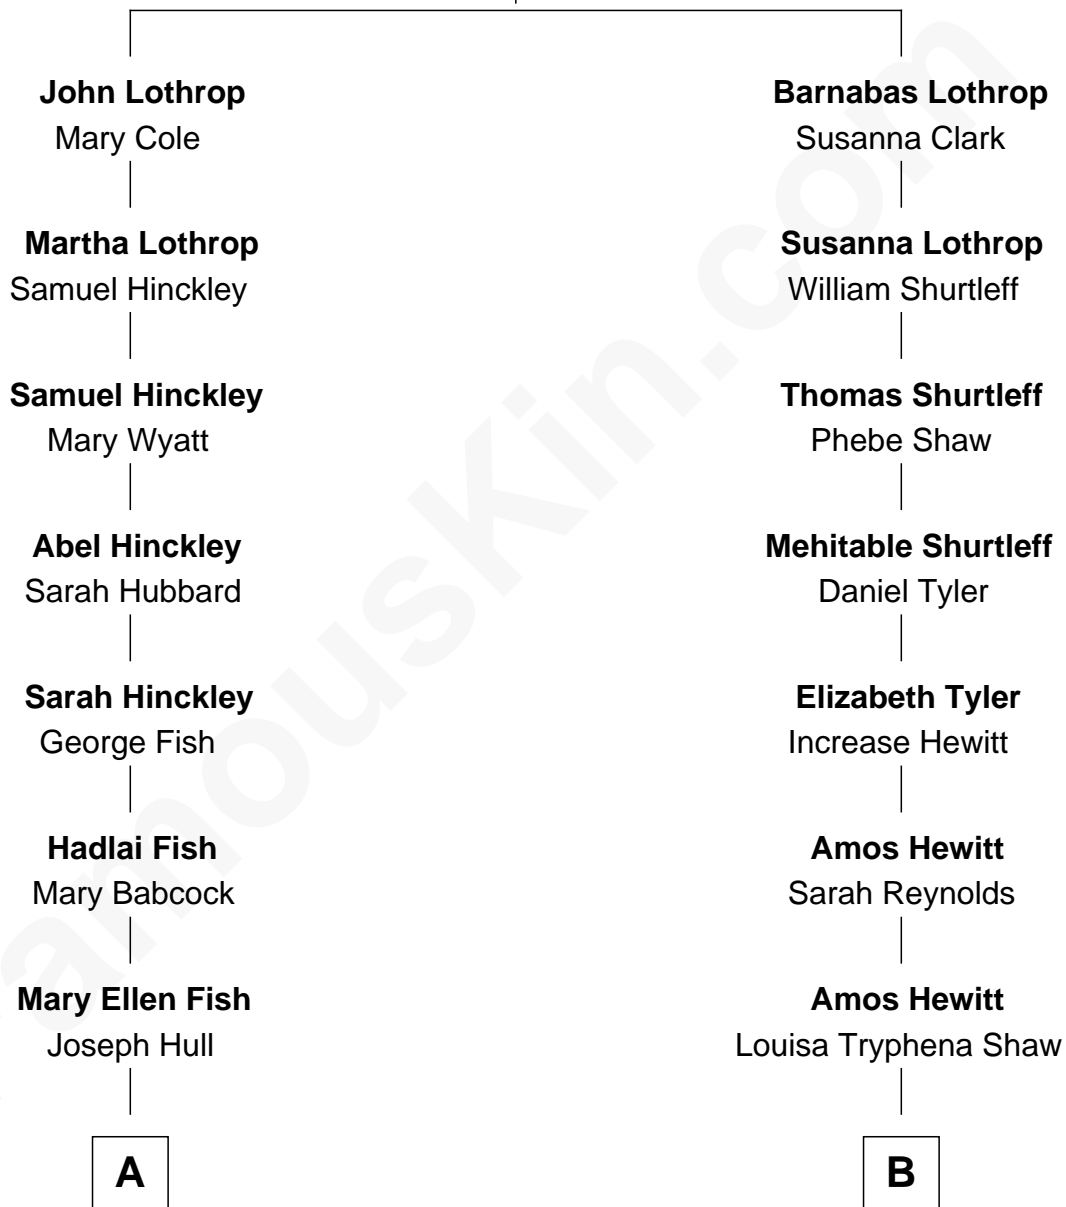 John Lothrop
Mary Cole
Martha Lothrop
Samuel Hinckley
Samuel Hinckley
Mary Wyatt
Abel Hinckley
Sarah Hubbard
Sarah Hinckley
George Fish
Hadlai Fish
Mary Babcock
Mary Ellen Fish
Joseph Hull
A
Barnabas Lothrop
Susanna Clark
Susanna Lothrop
William Shurtleff
Thomas Shurtleff
Phebe Shaw
Mehitable Shurtleff
Daniel Tyler
Elizabeth Tyler
Increase Hewitt
Amos Hewitt
Sarah Reynolds
Amos Hewitt
Louisa Tryphena Shaw
B
amouskin.com